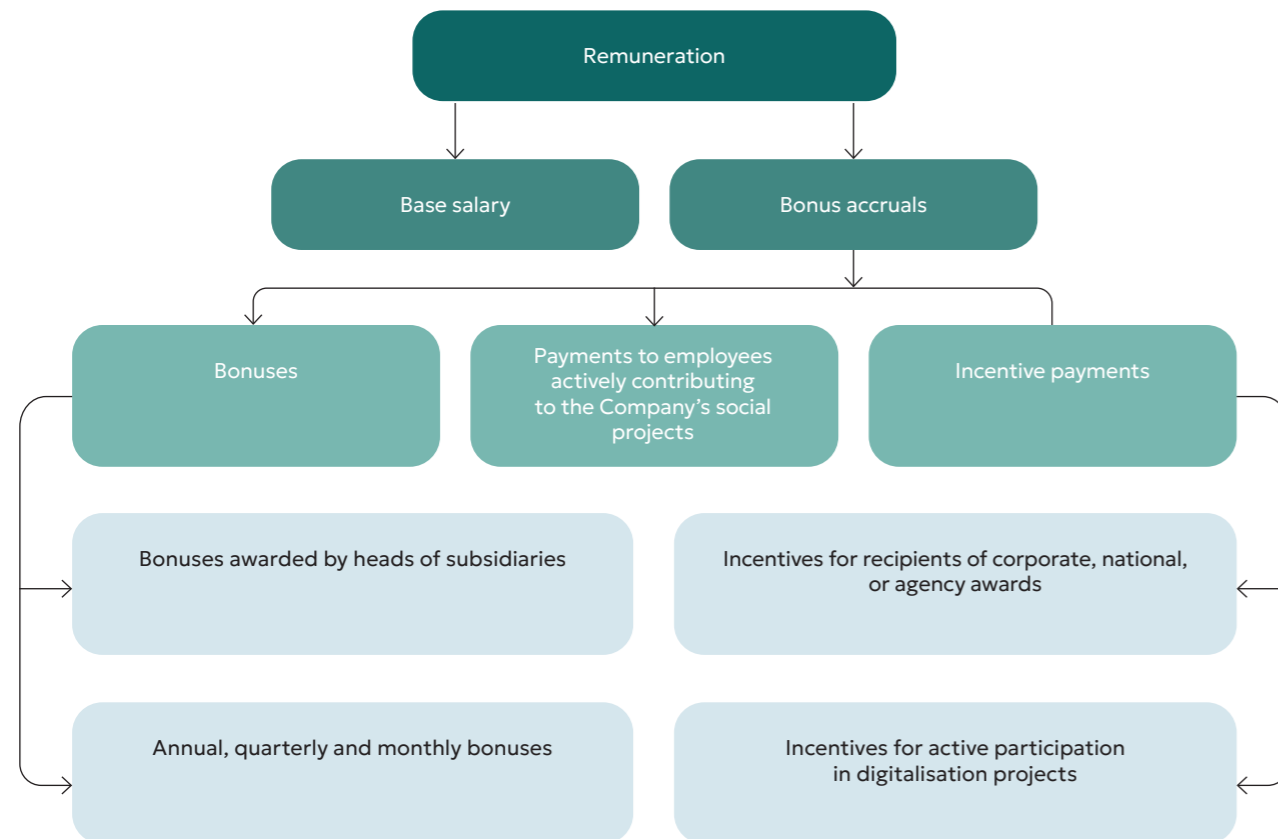 Remuneration
Base salary
Bonus accruals
Bonuses
Payments to employees
actively contributing
to the Company’s social
projects
Incentive payments
Bonuses awarded by heads of subsidiaries
Incentives for recipients of corporate, national,
or agency awards
Annual, quarterly and monthly bonuses
Incentives for active participation
in digitalisation projects